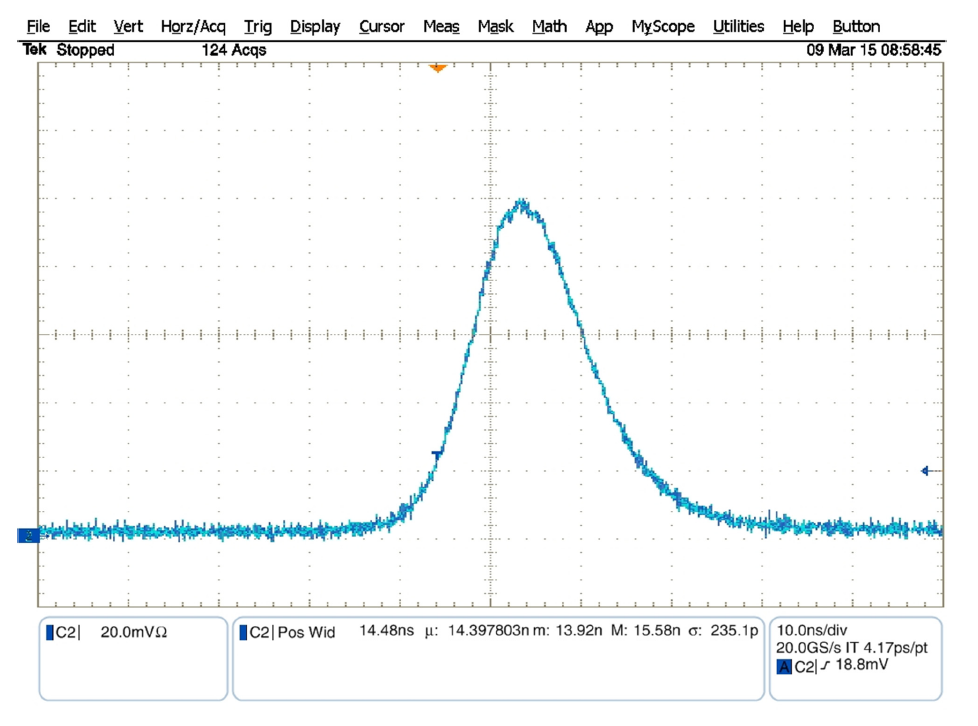 File Edit Vert Horz/Acq Trig Display Cursor Meas Mask Math App MyScope Utilities Help Button
Tek Stopped 124 Acqs 09 Mar 15 08:58:45
C2 20.0mVΩ
C2 Pos Wid 14.48ns µ: 14.397803n m: 13.92n M: 15.58n σ: 235.1p
10.0ns/div
20.0GS/s IT 4.17ps/pt
A C2 18.8mV